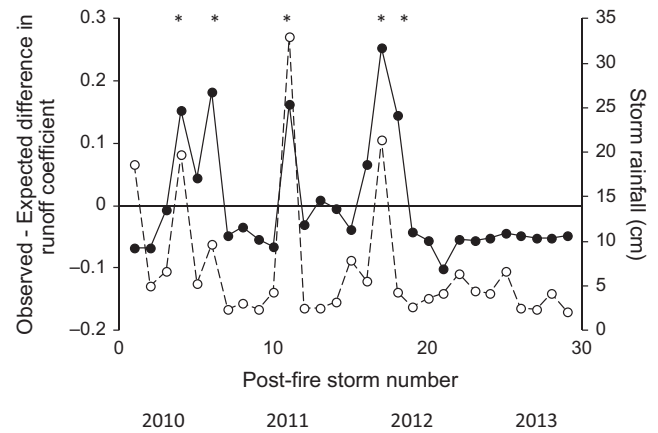 * * * * *
0.3
0.2
0.1
0
−0.1
−0.2
35
30
25
20
15
10
5
0
Observed - Expected difference in
runoff coefficient
Storm rainfall (cm)
0 10 20 30
Post-fire storm number
2010 2011 2012 2013